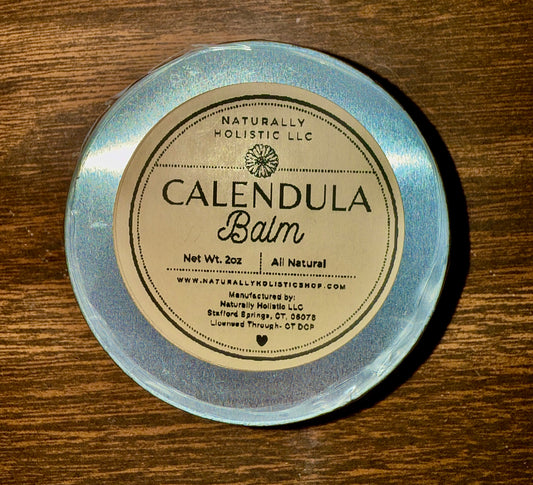 NATURALLY
HOLISTIC LLC
CALENDULA
Balm
Net Wt. 2oz | All Natural
WWW.NATURALLYHOLISTICSHOP.COM
Manufactured by:
Naturally Holistic LLC
Stafford Springs, CT, 06076
Licensed Through- CT DCP